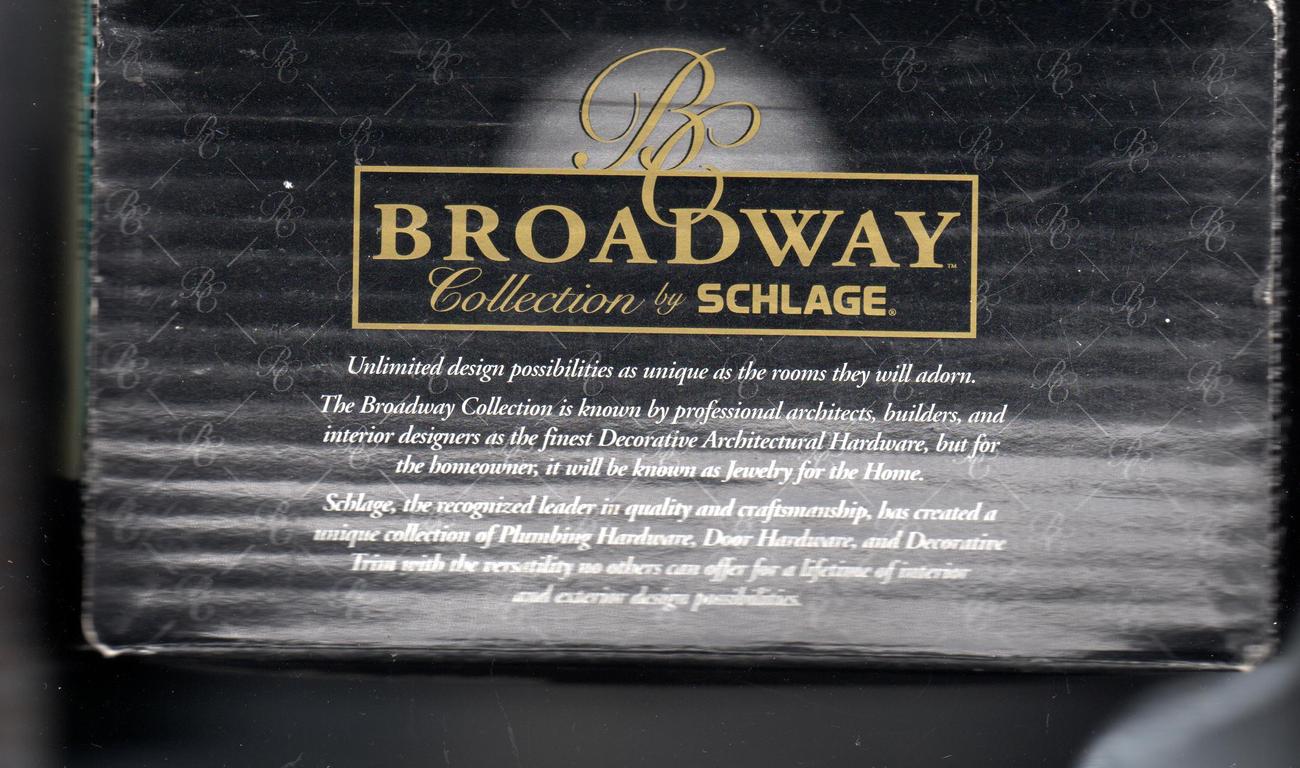 BC
BROADWAY™
Collection by SCHLAGE®
Unlimited design possibilities as unique as the rooms they will adorn.
The Broadway Collection is known by professional architects, builders, and
interior designers as the finest Decorative Architectural Hardware, but for
the homeowner, it will be known as Jewelry for the Home.
Schlage, the recognized leader in quality and craftsmanship, has created a
unique collection of Plumbing Hardware, Door Hardware, and Decorative
Trim with the versatility no others can offer for a lifetime of interior
and exterior design possibilities.